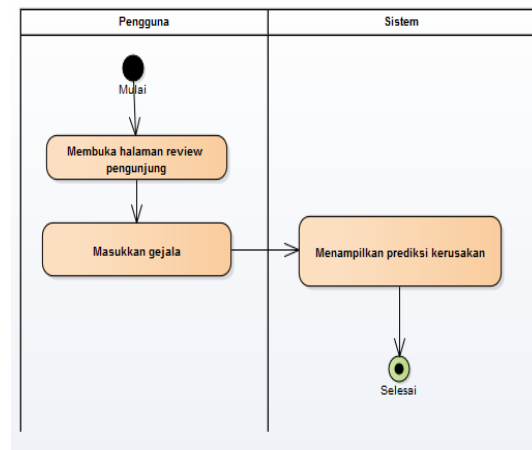 Pengguna
Sistem
Mulai
Membuka halaman review
pengunjung
Masukkan gejala
Menampilkan prediksi kerusakan
Selesai